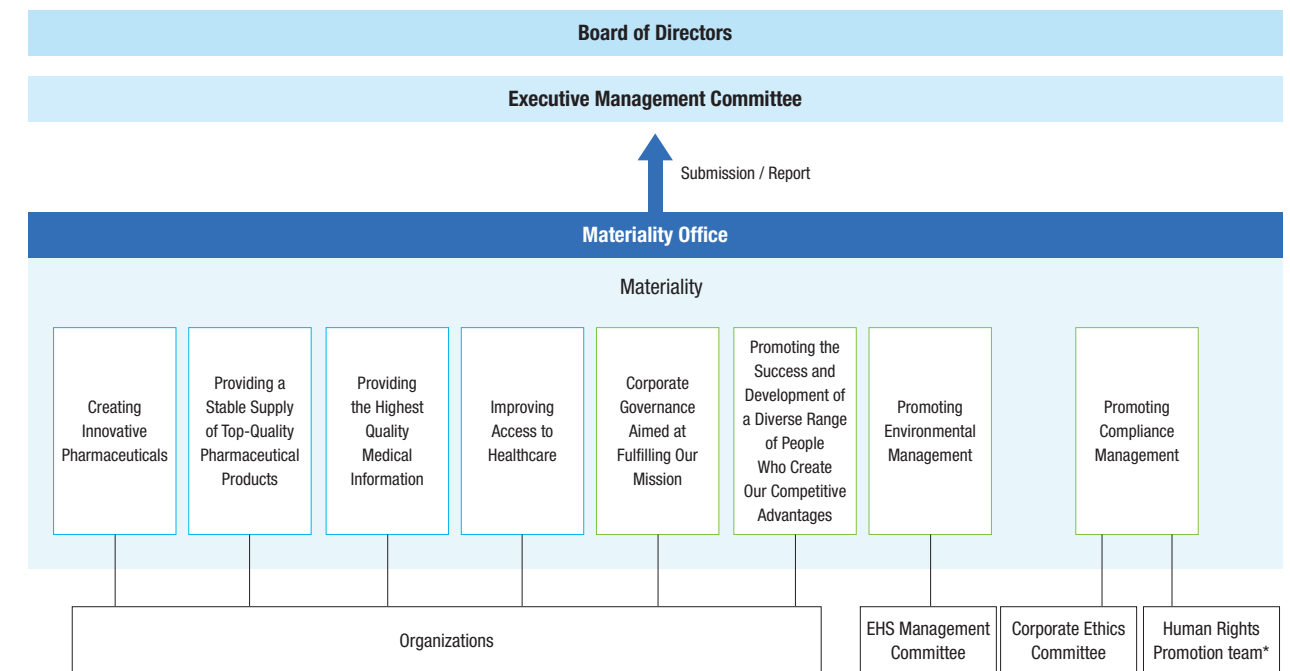 Board of Directors
Executive Management Committee
Submission / Report
Materiality Office
Materiality
Creating
Innovative
Pharmaceuticals
Providing a
Stable Supply
of Top-Quality
Pharmaceutical
Products
Providing
the Highest
Quality
Medical
Information
Improving
Access to
Healthcare
Corporate
Governance
Aimed at
Fulfilling Our
Mission
Promoting the
Success and
Development of
a Diverse Range
of People
Who Create
Our Competitive
Advantages
Promoting
Environmental
Management
Promoting
Compliance
Management
Organizations
EHS Management
Committee
Corporate Ethics
Committee
Human Rights
Promotion team*